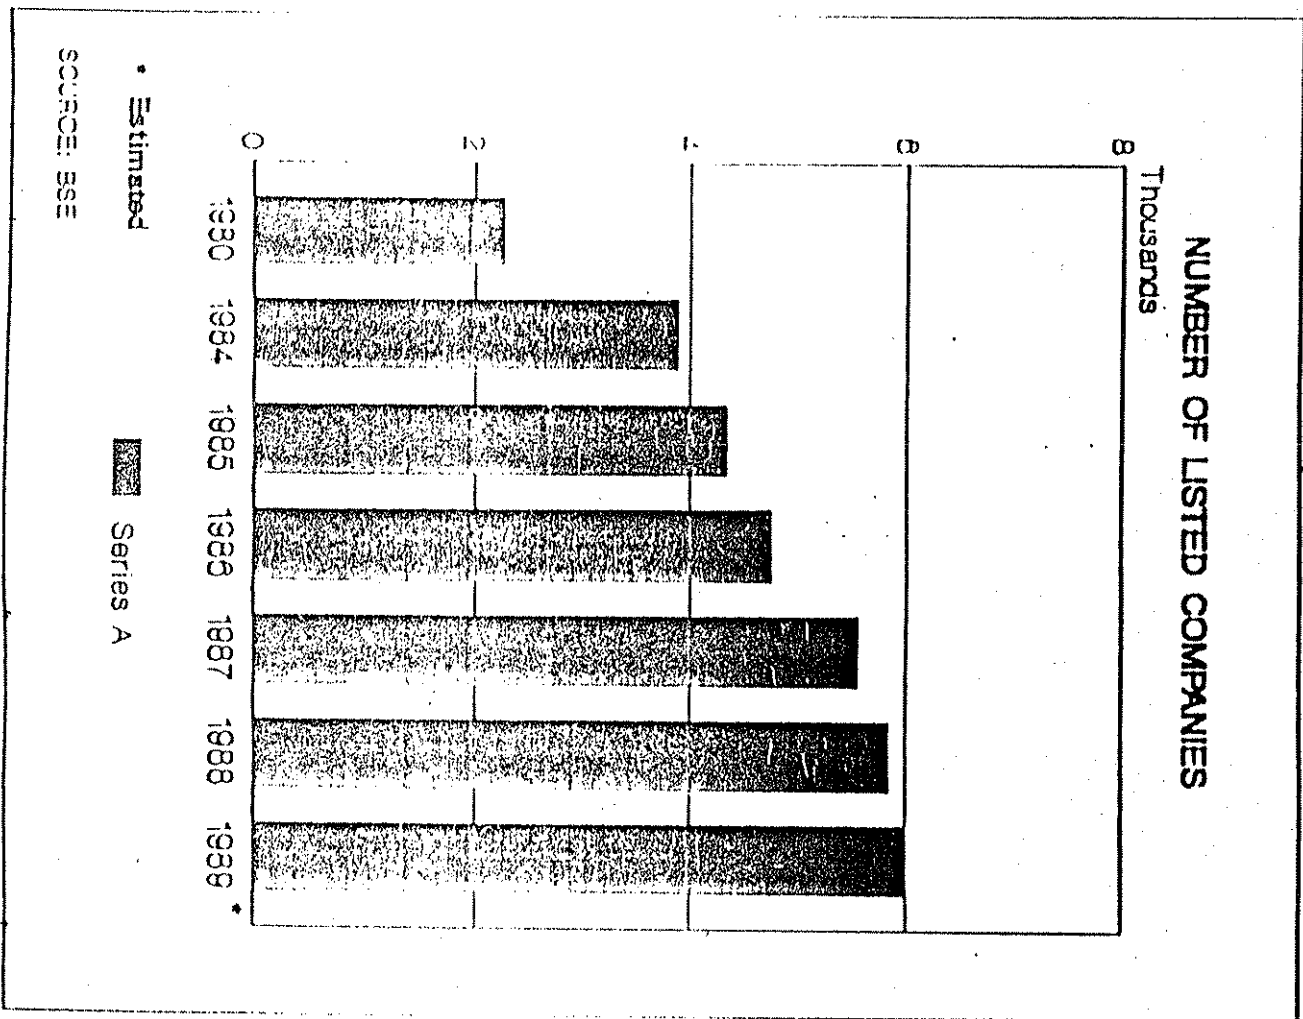 NUMBER OF LISTED COMPANIES
Thousands
8
6
4
2
0
1980 1984 1985 1986 1987 1988 1989 *
Series A
* Estimated
SOURCE: BSE